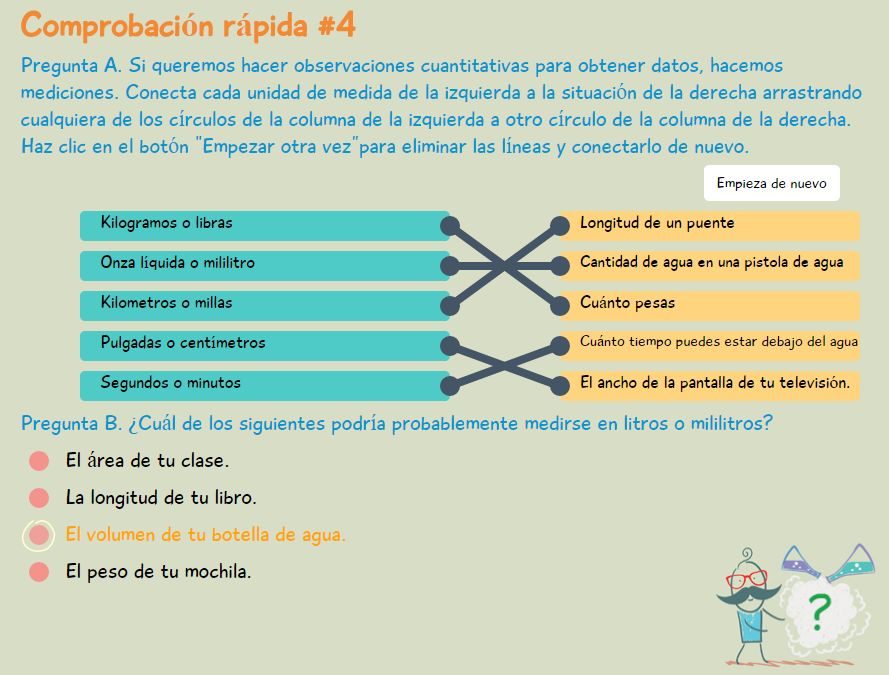 Comprobación rápida #4
Pregunta A. Si queremos hacer observaciones cuantitativas para obtener datos, hacemos
mediciones. Conecta cada unidad de medida de la izquierda a la situación de la derecha arrastrando
cualquiera de los círculos de la columna de la izquierda a otro círculo de la columna de la derecha.
Haz clic en el botón "Empezar otra vez"para eliminar las líneas y conectarlo de nuevo.
Empieza de nuevo
Kilogramos o libras
Longitud de un puente
Onza líquida o mililitro
Cantidad de agua en una pistola de agua
Kilometros o millas
Cuánto pesas
Pulgadas o centímetros
Cuánto tiempo puedes estar debajo del agua
Segundos o minutos
El ancho de la pantalla de tu televisión.
Pregunta B. ¿Cuál de los siguientes podría probablemente medirse en litros o mililitros?
El área de tu clase.
La longitud de tu libro.
El volumen de tu botella de agua.
El peso de tu mochila.
?